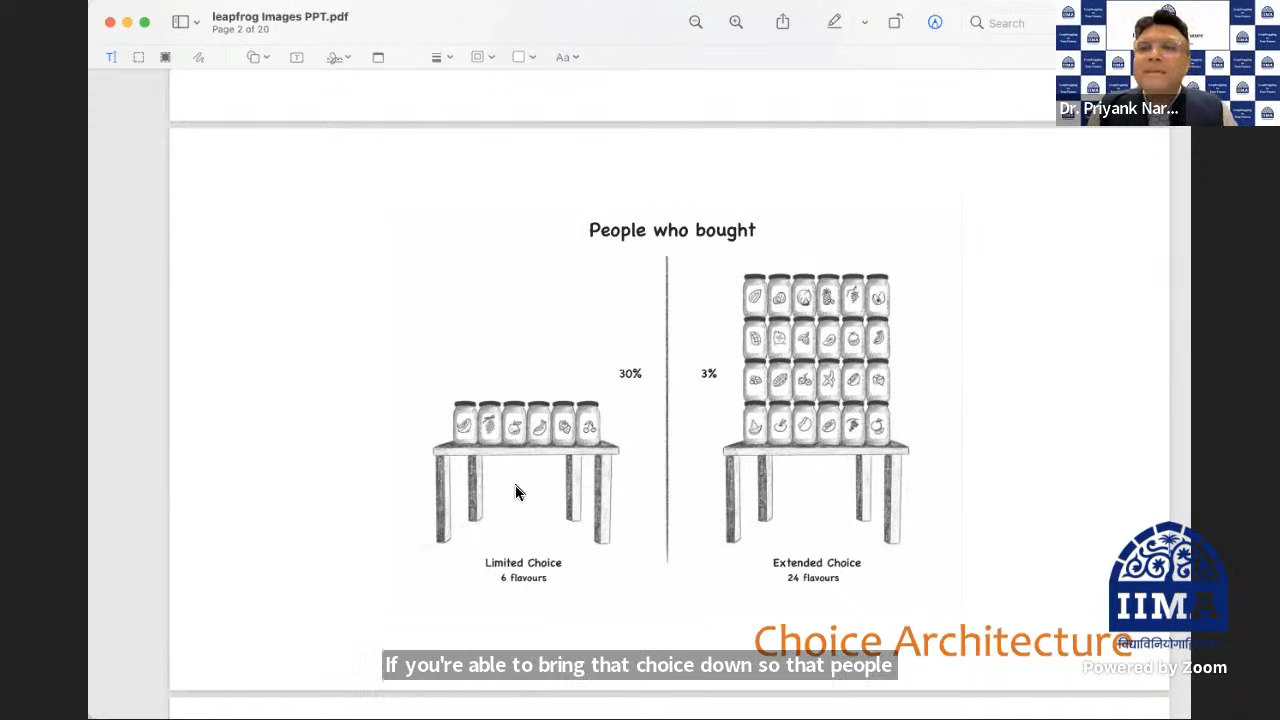 leapfrog Images PPT.pdf
Page 2 of 20
Search
Aa
Dr. Priyank Nar...
People who bought
30%
3%
Limited Choice
6 flavours
Extended Choice
24 flavours
Choice Architecture
IIMA
If you're able to bring that choice down so that people
Powered by Zoom